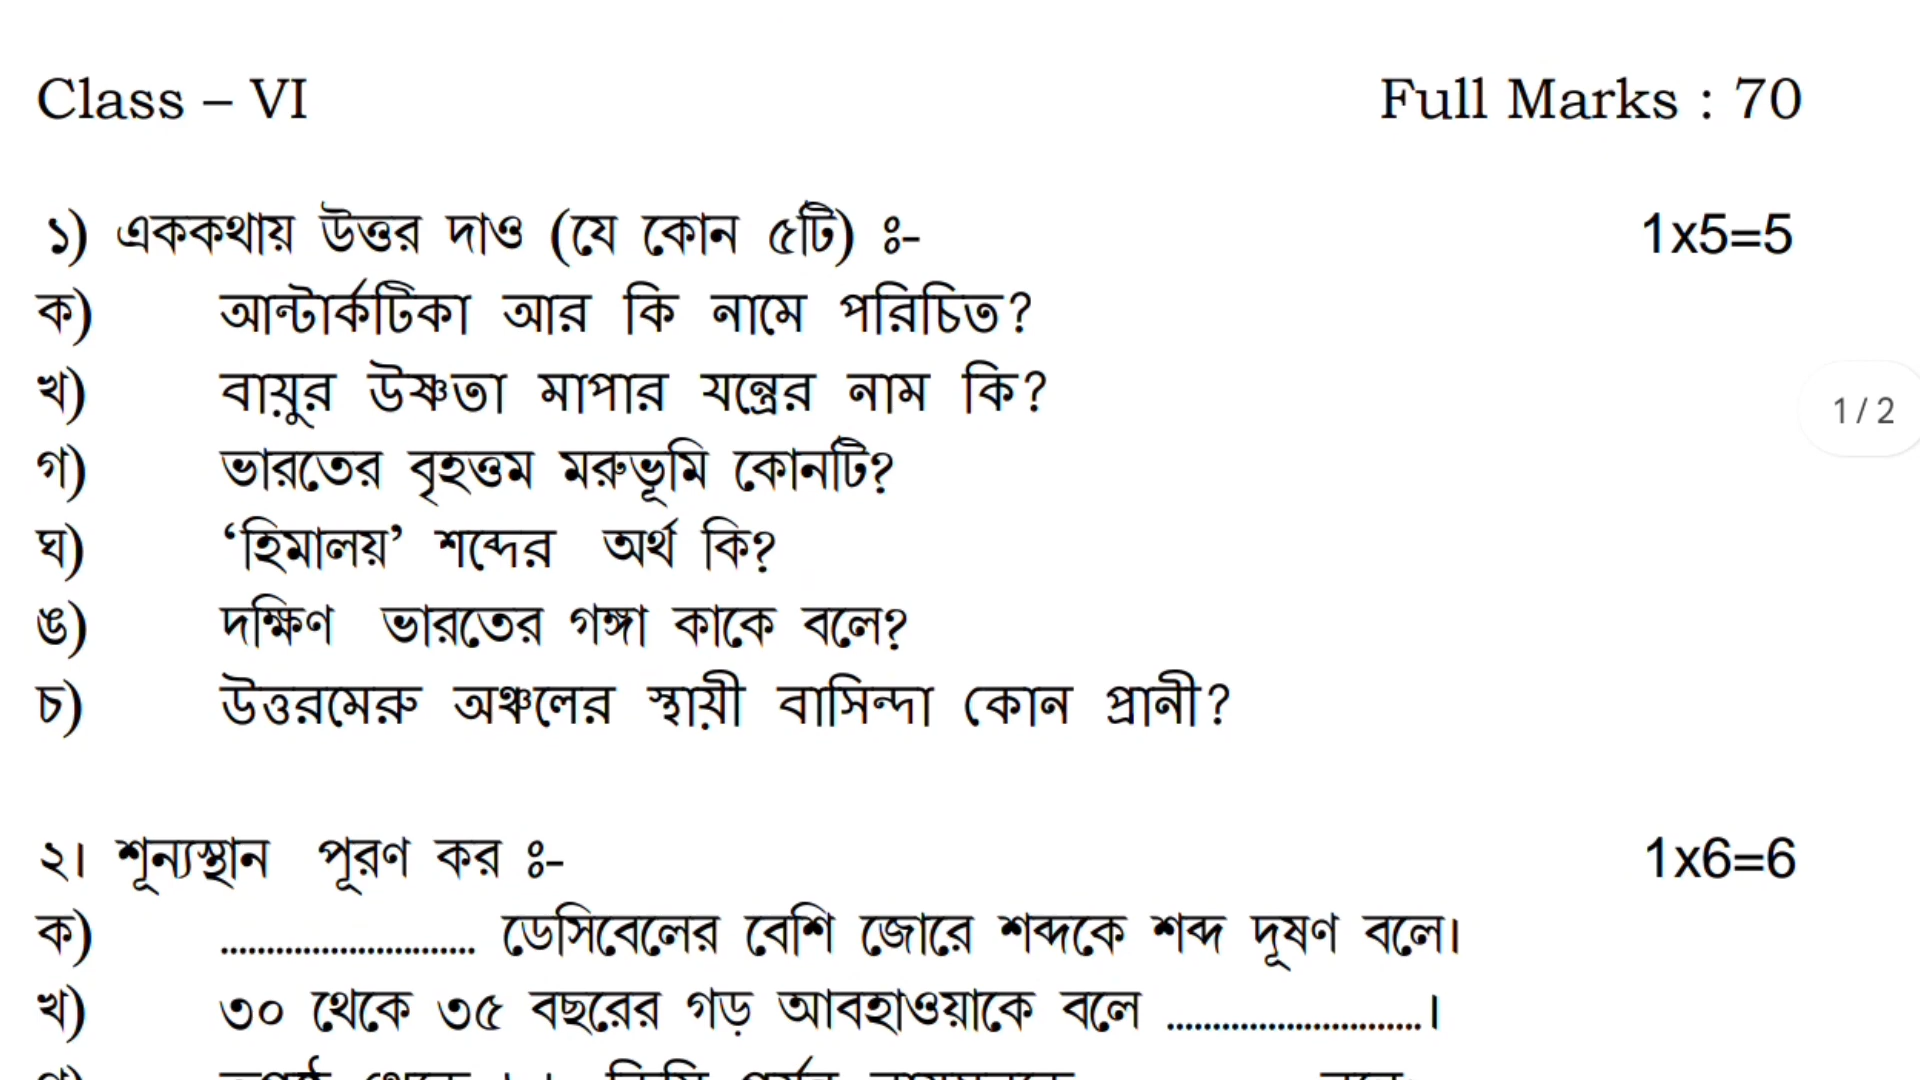 Class – VI Full Marks : 70
১) এককথায় উত্তর দাও (যে কোন ৫টি) ঃ- 1x5=5
ক) আন্টার্কটিকা আর কি নামে পরিচিত?
খ) বায়ুর উষ্ণতা মাপার যন্ত্রের নাম কি?
1 / 2
গ) ভারতের বৃহত্তম মরুভূমি কোনটি?
ঘ) ‘হিমালয়’ শব্দের অর্থ কি?
ঙ) দক্ষিণ ভারতের গঙ্গা কাকে বলে?
চ) উত্তরমেরু অঞ্চলের স্থায়ী বাসিন্দা কোন প্রানী?
২। শূন্যস্থান পূরণ কর ঃ- 1x6=6
ক) ............................ ডেসিবেলের বেশি জোরে শব্দকে শব্দ দূষণ বলে।
খ) ৩০ থেকে ৩৫ বছরের গড় আবহাওয়াকে বলে ............................।